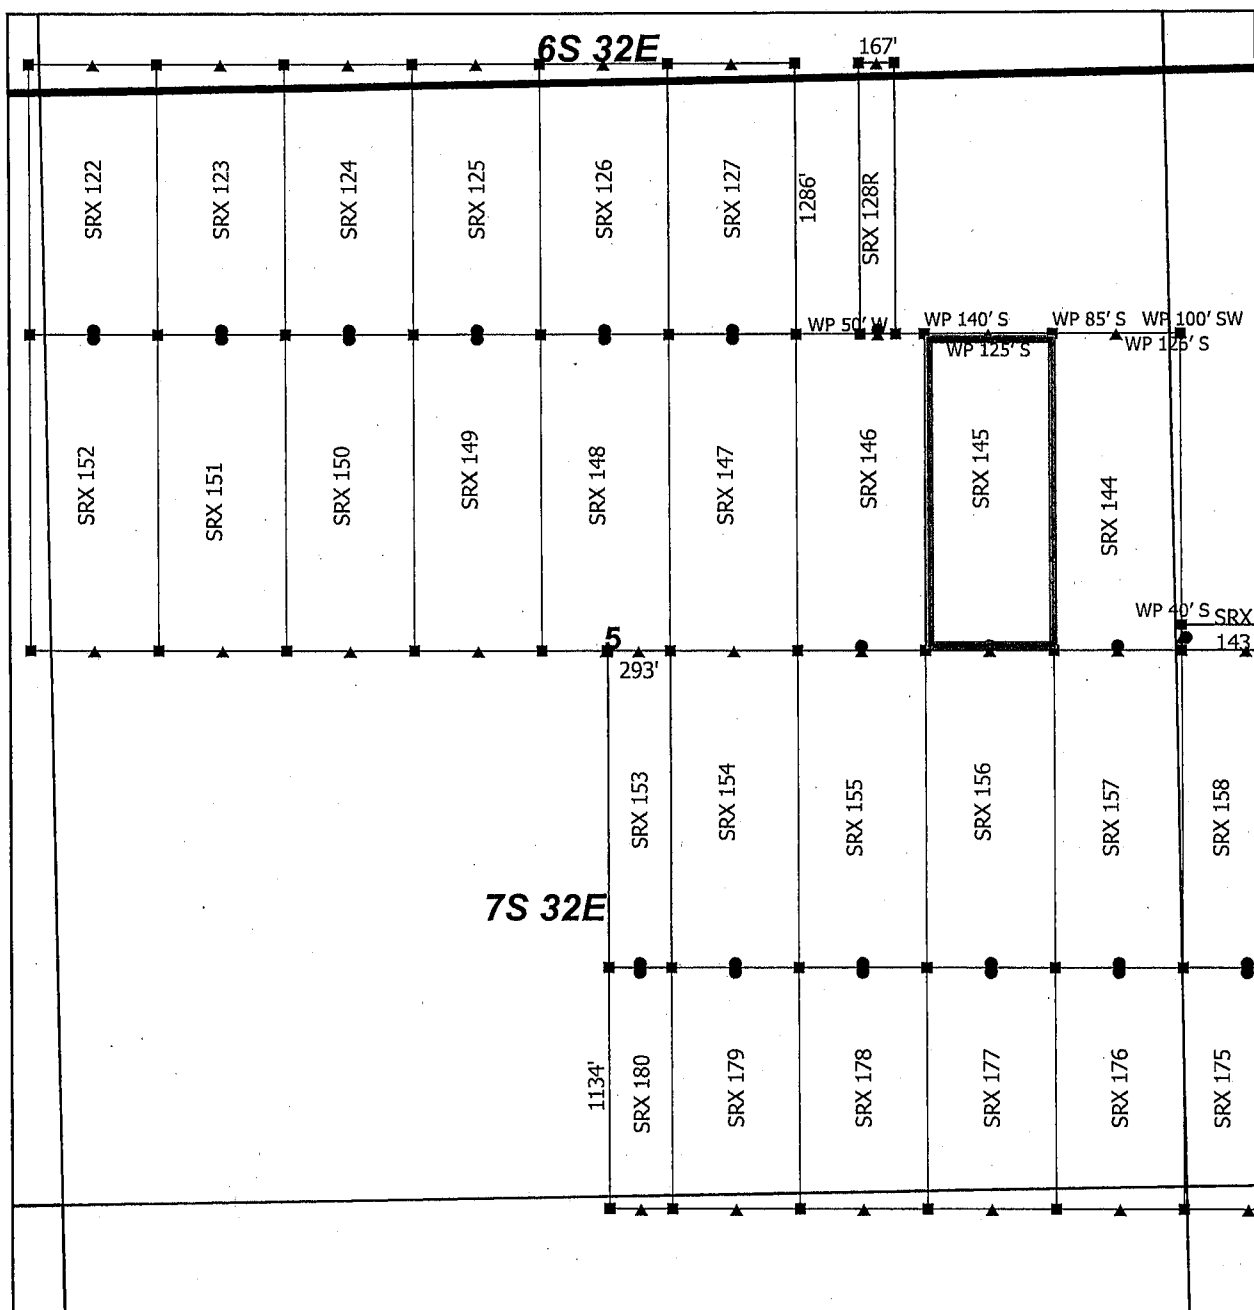 6S 32E
167'
SRX 122
SRX 123
SRX 124
SRX 125
SRX 126
SRX 127
1286'
SRX 128R
WP 50' W
WP 140' S
WP 85' S
WP 100' SW
WP 125' S
WP 126' S
SRX 152
SRX 151
SRX 150
SRX 149
SRX 148
SRX 147
SRX 146
SRX 145
SRX 144
WP 40' S
SRX
143
5
293'
SRX 153
SRX 154
SRX 155
SRX 156
SRX 157
SRX 158
7S 32E
1134'
SRX 180
SRX 179
SRX 178
SRX 177
SRX 176
SRX 175